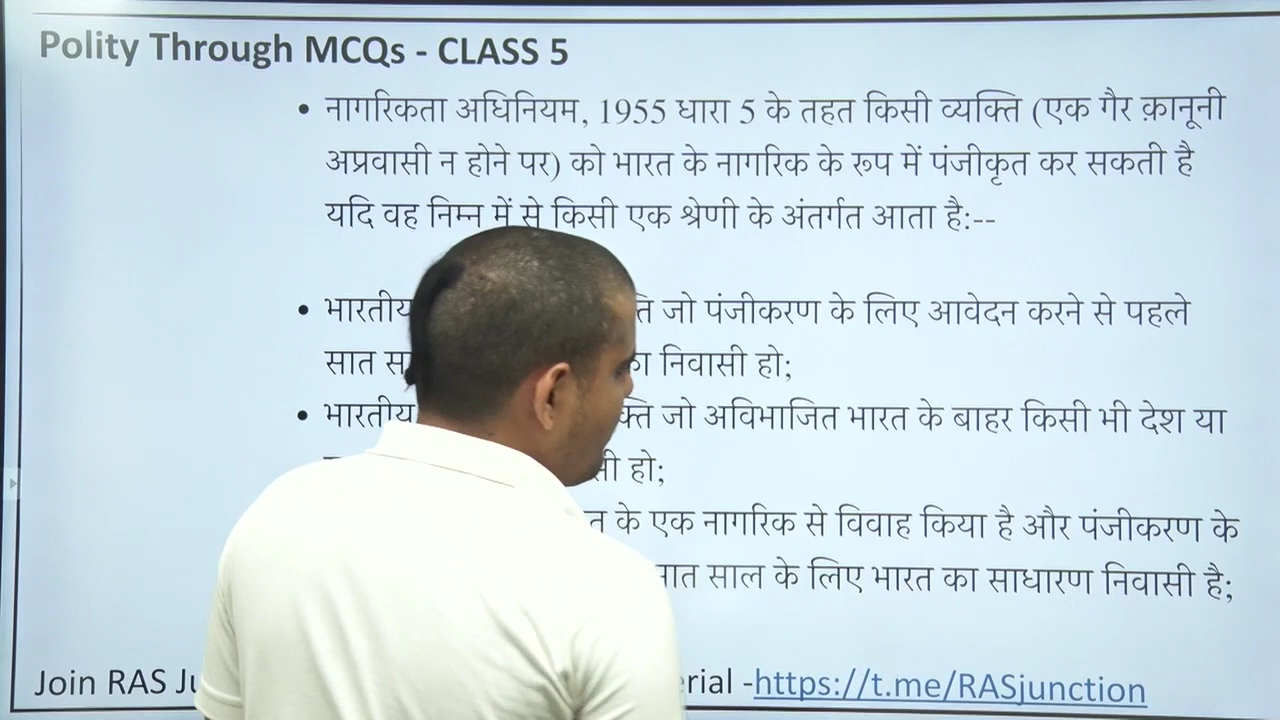 Polity Through MCQs - CLASS 5
• नागरिकता अधिनियम, 1955 धारा 5 के तहत किसी व्यक्ति (एक गैर क़ानूनी
अप्रवासी न होने पर) को भारत के नागरिक के रूप में पंजीकृत कर सकती है
यदि वह निम्न में से किसी एक श्रेणी के अंतर्गत आता है:--
• भारतीय जो पंजीकरण के लिए आवेदन करने से पहले
सात निवासी हो;
• भारतीय जो अविभाजित भारत के बाहर किसी भी देश या
हो;
के एक नागरिक से विवाह किया है और पंजीकरण के
साल के लिए भारत का साधारण निवासी है;
Join RAS -https://t.me/RASjunction